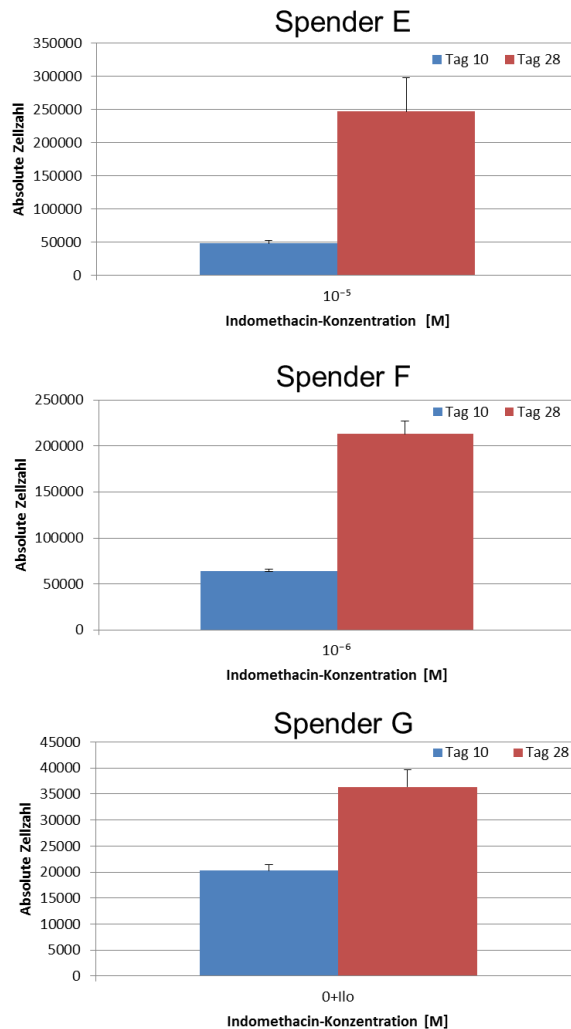 Spender E
Tag 10 Tag 28
350000
300000
250000
200000
150000
100000
50000
0
Absolute Zellzahl
10⁻⁵
Indomethacin-Konzentration [M]
Spender F
Tag 10 Tag 28
250000
200000
150000
100000
50000
0
Absolute Zellzahl
10⁻⁶
Indomethacin-Konzentration [M]
Spender G
Tag 10 Tag 28
45000
40000
35000
30000
25000
20000
15000
10000
5000
0
Absolute Zellzahl
0+Ilo
Indomethacin-Konzentration [M]